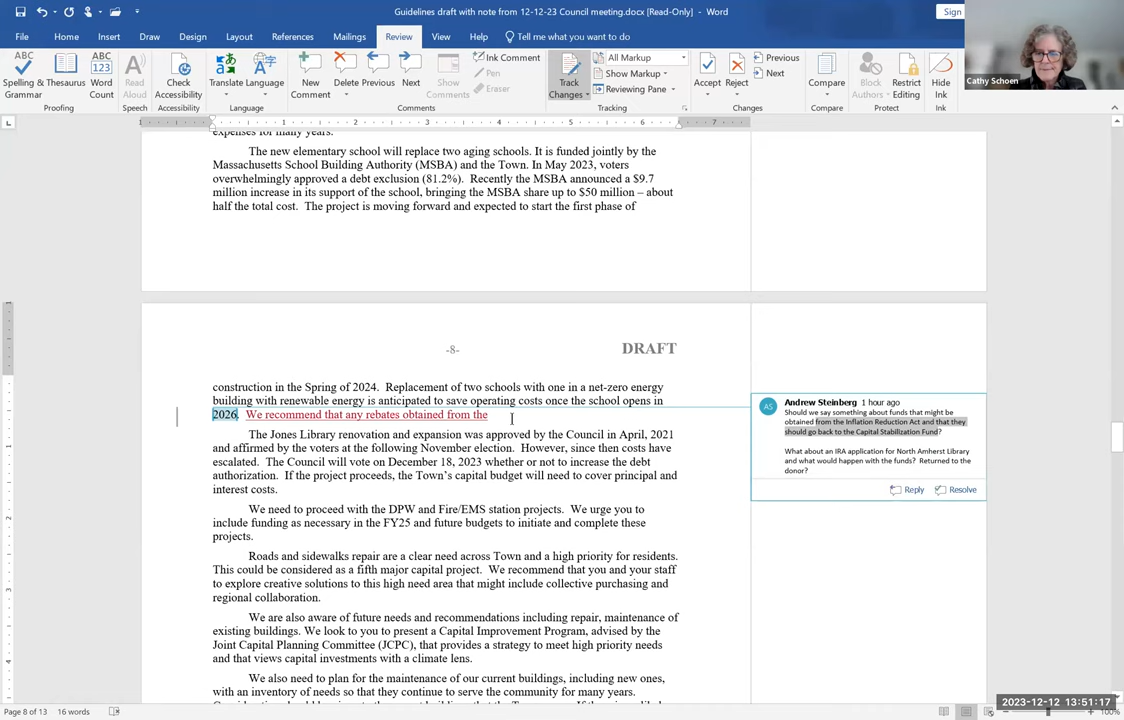 Guidelines draft with note from 12-12-23 Council meeting.docx [Read-Only] - Word
Sign
File Home Insert Draw Design Layout References Mailings Review View Help Tell me what you want to do
Cathy Schoen
Spelling & Grammar
Thesaurus
Word Count
Proofing
Read Aloud
Speech
Check Accessibility
Accessibility
Translate
Language
Language
New Comment
Delete
Previous
Next
Show Comments
Ink Comment
Pen
Eraser
Comments
Track Changes
All Markup
Show Markup
Reviewing Pane
Tracking
Accept
Reject
Previous
Next
Changes
Compare
Compare
Block Authors
Restrict Editing
Protect
Hide Ink
Ink
1 1 2 3 4 5 6 7
expenses for many years.
The new elementary school will replace two aging schools. It is funded jointly by the
Massachusetts School Building Authority (MSBA) and the Town. In May 2023, voters
overwhelmingly approved a debt exclusion (81.2%). Recently the MSBA announced a $9.7
million increase in its support of the school, bringing the MSBA share up to $50 million – about
half the total cost. The project is moving forward and expected to start the first phase of
-8-
DRAFT
construction in the Spring of 2024. Replacement of two schools with one in a net-zero energy
building with renewable energy is anticipated to save operating costs once the school opens in
2026. We recommend that any rebates obtained from the
The Jones Library renovation and expansion was approved by the Council in April, 2021
and affirmed by the voters at the following November election. However, since then costs have
escalated. The Council will vote on December 18, 2023 whether or not to increase the debt
authorization. If the project proceeds, the Town's capital budget will need to cover principal and
interest costs.
We need to proceed with the DPW and Fire/EMS station projects. We urge you to
include funding as necessary in the FY25 and future budgets to initiate and complete these
projects.
Roads and sidewalks repair are a clear need across Town and a high priority for residents.
This could be considered as a fifth major capital project. We recommend that you and your staff
to explore creative solutions to this high need area that might include collective purchasing and
regional collaboration.
We are also aware of future needs and recommendations including repair, maintenance of
existing buildings. We look to you to present a Capital Improvement Program, advised by the
Joint Capital Planning Committee (JCPC), that provides a strategy to meet high priority needs
and that views capital investments with a climate lens.
We also need to plan for the maintenance of our current buildings, including new ones,
with an inventory of needs so that they continue to serve the community for many years.
AS
Andrew Steinberg 1 hour ago
Should we say something about funds that might be
obtained from the Inflation Reduction Act and that they
should go back to the Capital Stabilization Fund?
What about an IRA application for North Amherst Library
and what would happen with the funds? Returned to the
donor?
Reply Resolve
1
1
2
3
4
Page 8 of 13 16 words
2023-12-12 13:51:17
100%